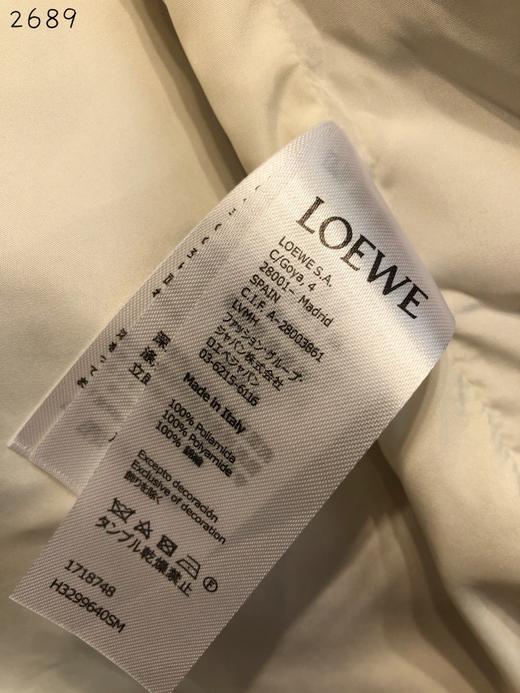 2689
LOEWE
LOEWE S.A.
C/Goya, 4
28001- Madrid
SPAIN
C.I.F A-28003861
LVMH
ファッショングループ
ジャパン株式会社
ロエベジャパン
03-6215-6116
Made in Italy
100% Poliamida
100% Polyamide
100%
Excepto decoración
Exclusive of decoration
飾りを除く
タンブル乾燥禁止
1718748
H3299640SM